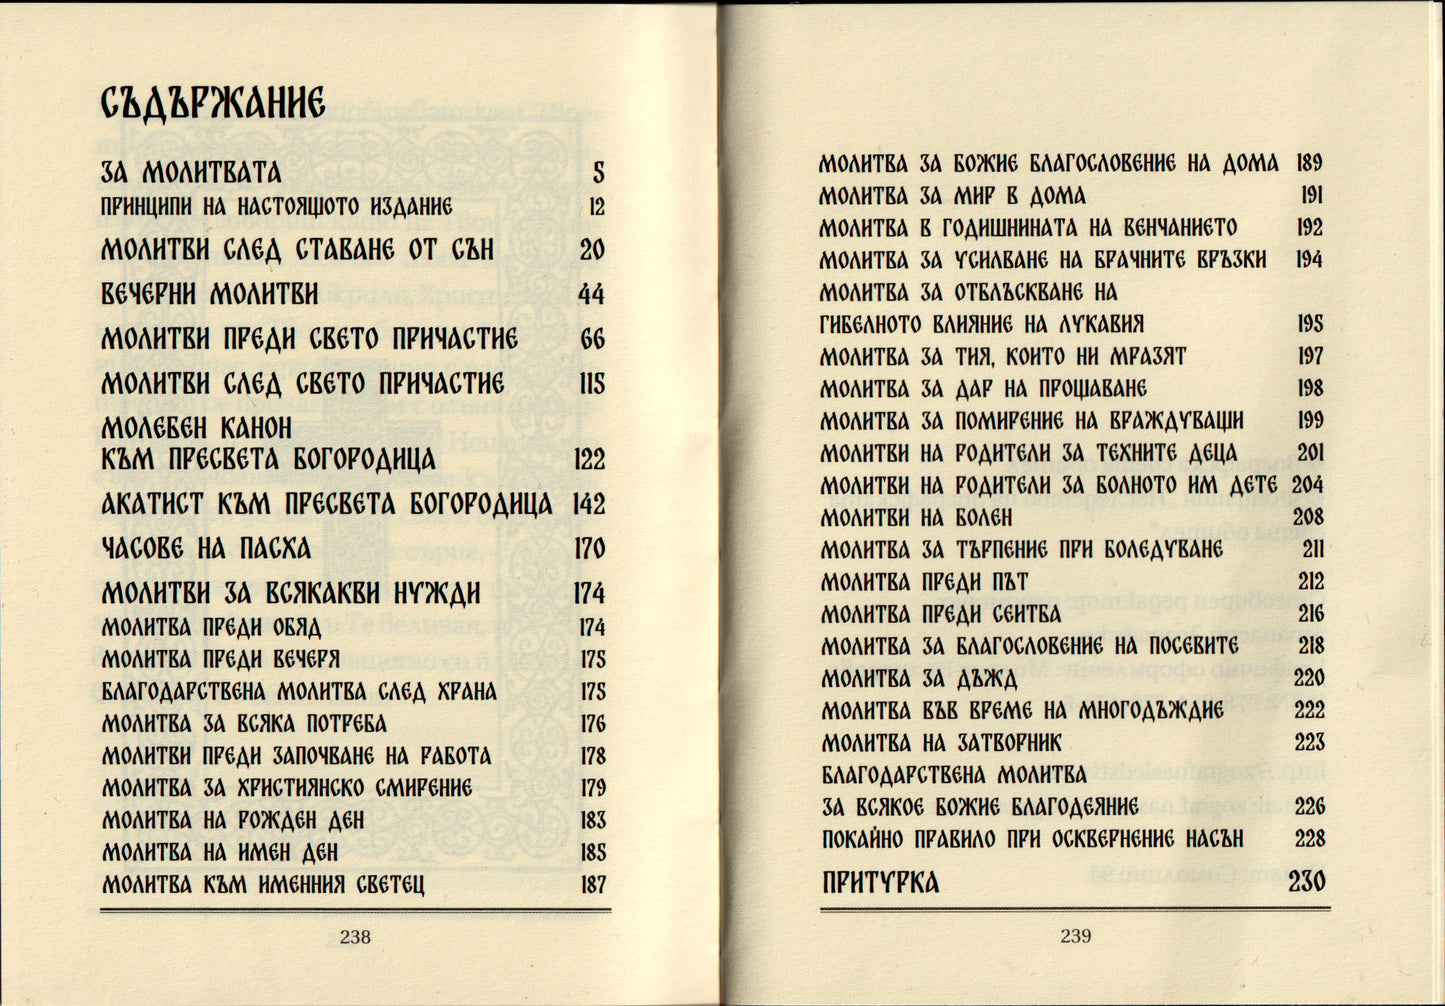 СЪДЪРЖАНИЕ
ЗА МОЛИТВАТА 5
ПРИНЦИПИ НА НАСТОЯЩОТО ИЗДАНИЕ 12
МОЛИТВИ СЛЕД СТАВАНЕ ОТ СЪН 20
ВЕЧЕРНИ МОЛИТВИ 44
МОЛИТВИ ПРЕДИ СВЕТО ПРИЧАСТИЕ 66
МОЛИТВИ СЛЕД СВЕТО ПРИЧАСТИЕ 115
МОЛЕБЕН КАНОН
КЪМ ПРЕСВЕТА БОГОРОДИЦА 122
АКАТИСТ КЪМ ПРЕСВЕТА БОГОРОДИЦА 142
ЧАСОВЕ НА ПАСХА 170
МОЛИТВИ ЗА ВСЯКАКВИ НУЖДИ 174
МОЛИТВА ПРЕДИ ОБЯД 174
МОЛИТВА ПРЕДИ ВЕЧЕРЯ 175
БЛАГОДАРСТВЕНА МОЛИТВА СЛЕД ХРАНА 175
МОЛИТВА ЗА ВСЯКА ПОТРЕБА 176
МОЛИТВИ ПРЕДИ ЗАПОЧВАНЕ НА РАБОТА 178
МОЛИТВА ЗА ХРИСТИЯНСКО СМИРЕНИЕ 179
МОЛИТВА НА РОЖДЕН ДЕН 183
МОЛИТВА НА ИМЕН ДЕН 185
МОЛИТВА КЪМ ИМЕННИЯ СВЕТЕЦ 187
238
МОЛИТВА ЗА БОЖИЕ БЛАГОСЛОВЕНИЕ НА ДОМА 189
МОЛИТВА ЗА МИР В ДОМА 191
МОЛИТВА В ГОДИШНИНАТА НА ВЕНЧАНИЕТО 192
МОЛИТВА ЗА УСИЛВАНЕ НА БРАЧНИТЕ ВРЪЗКИ 194
МОЛИТВА ЗА ОТБЛЪСКВАНЕ НА
ГИБЕЛНОТО ВЛИЯНИЕ НА ЛУКАВИЯ 195
МОЛИТВА ЗА ТИЯ, КОИТО НИ МРАЗЯТ 197
МОЛИТВА ЗА ДАР НА ПРОЩАВАНЕ 198
МОЛИТВА ЗА ПОМИРЕНИЕ НА ВРАЖДУВАЩИ 199
МОЛИТВИ НА РОДИТЕЛИ ЗА ТЕХНИТЕ ДЕЦА 201
МОЛИТВИ НА РОДИТЕЛИ ЗА БОЛНОТО ИМ ДЕТЕ 204
МОЛИТВИ НА БОЛЕН 208
МОЛИТВА ЗА ТЪРПЕНИЕ ПРИ БОЛЕДУВАНЕ 211
МОЛИТВА ПРЕДИ ПЪТ 212
МОЛИТВА ПРЕДИ СЕИТБА 216
МОЛИТВА ЗА БЛАГОСЛОВЕНИЕ НА ПОСЕВИТЕ 218
МОЛИТВА ЗА ДЪЖД 220
МОЛИТВА ВЪВ ВРЕМЕ НА МНОГОДЪЖДИЕ 222
МОЛИТВА НА ЗАТВОРНИК 223
БЛАГОДАРСТВЕНА МОЛИТВА
ЗА ВСЯКОЕ БОЖИЕ БЛАГОДЕЯНИЕ 226
ПОКАЙНО ПРАВИЛО ПРИ ОСКВЕРНЕНИЕ НАСЪН 228
ПРИТУРКА 230
239